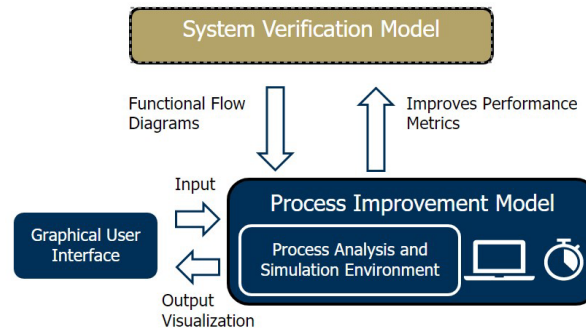 System Verification Model
Functional Flow
Diagrams
Improves Performance
Metrics
Input
Process Improvement Model
Graphical User
Interface
Process Analysis and
Simulation Environment
Output
Visualization